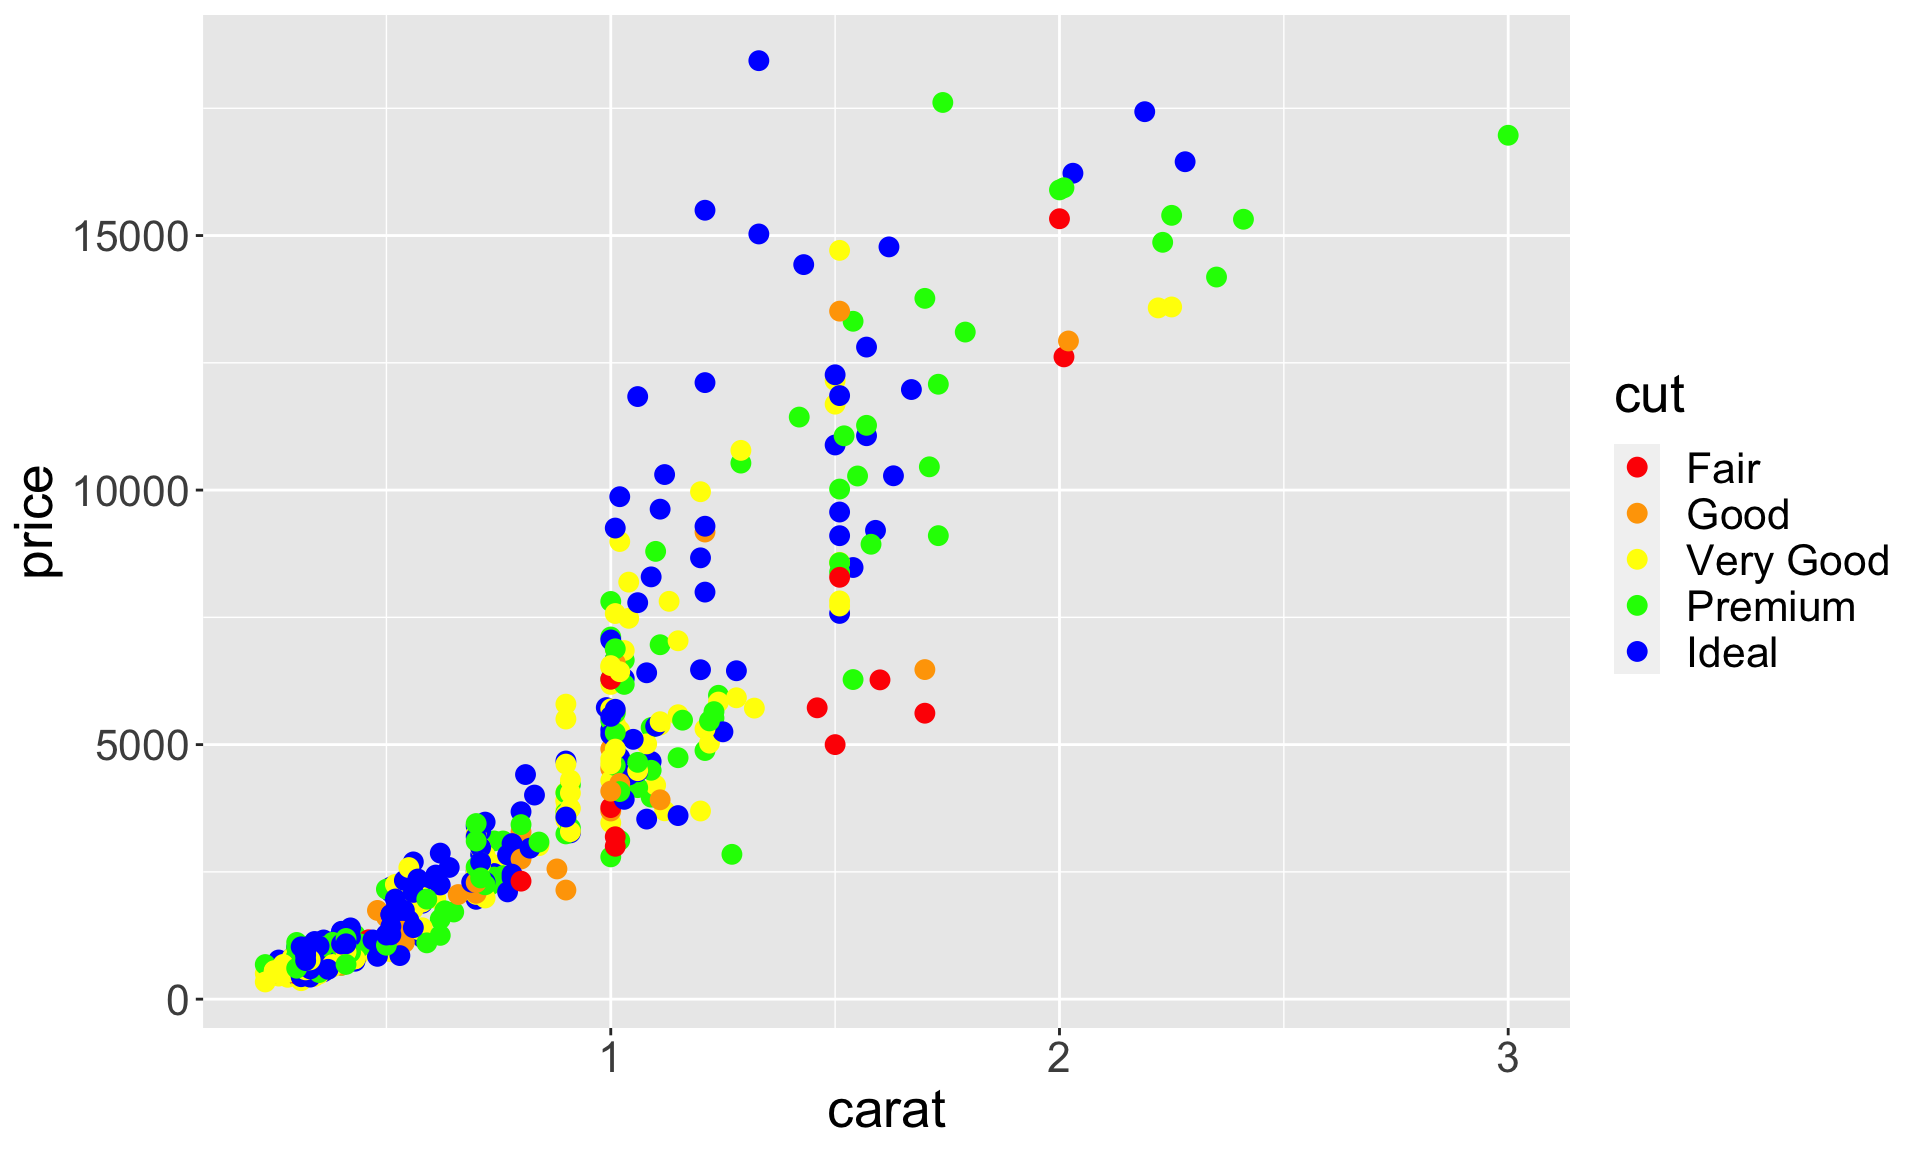 15000
10000
5000
0
price
1
2
3
carat
cut
Fair
Good
Very Good
Premium
Ideal